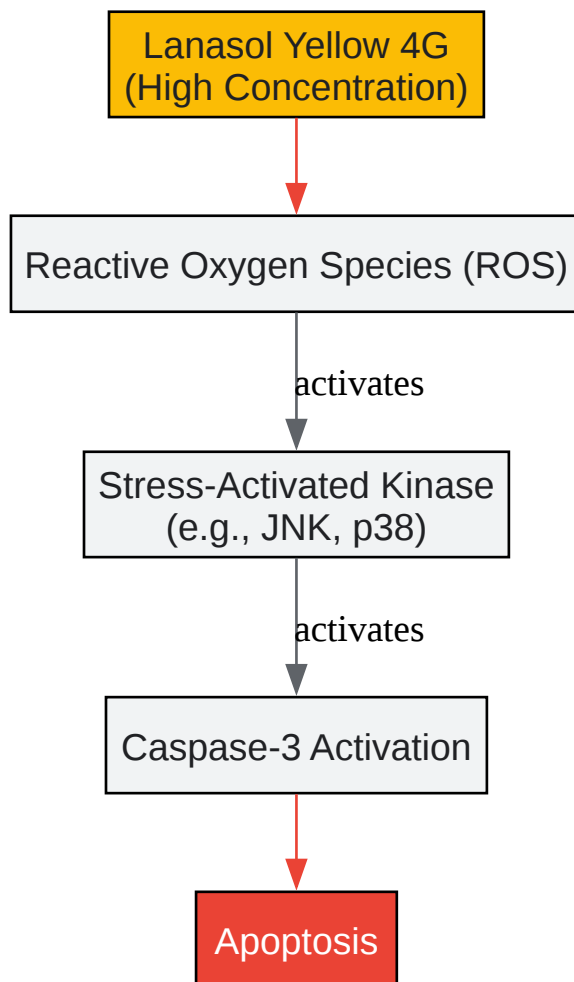 Lanasol Yellow 4G
(High Concentration)
Reactive Oxygen Species (ROS)
activates
Stress-Activated Kinase
(e.g., JNK, p38)
activates
Caspase-3 Activation
Apoptosis